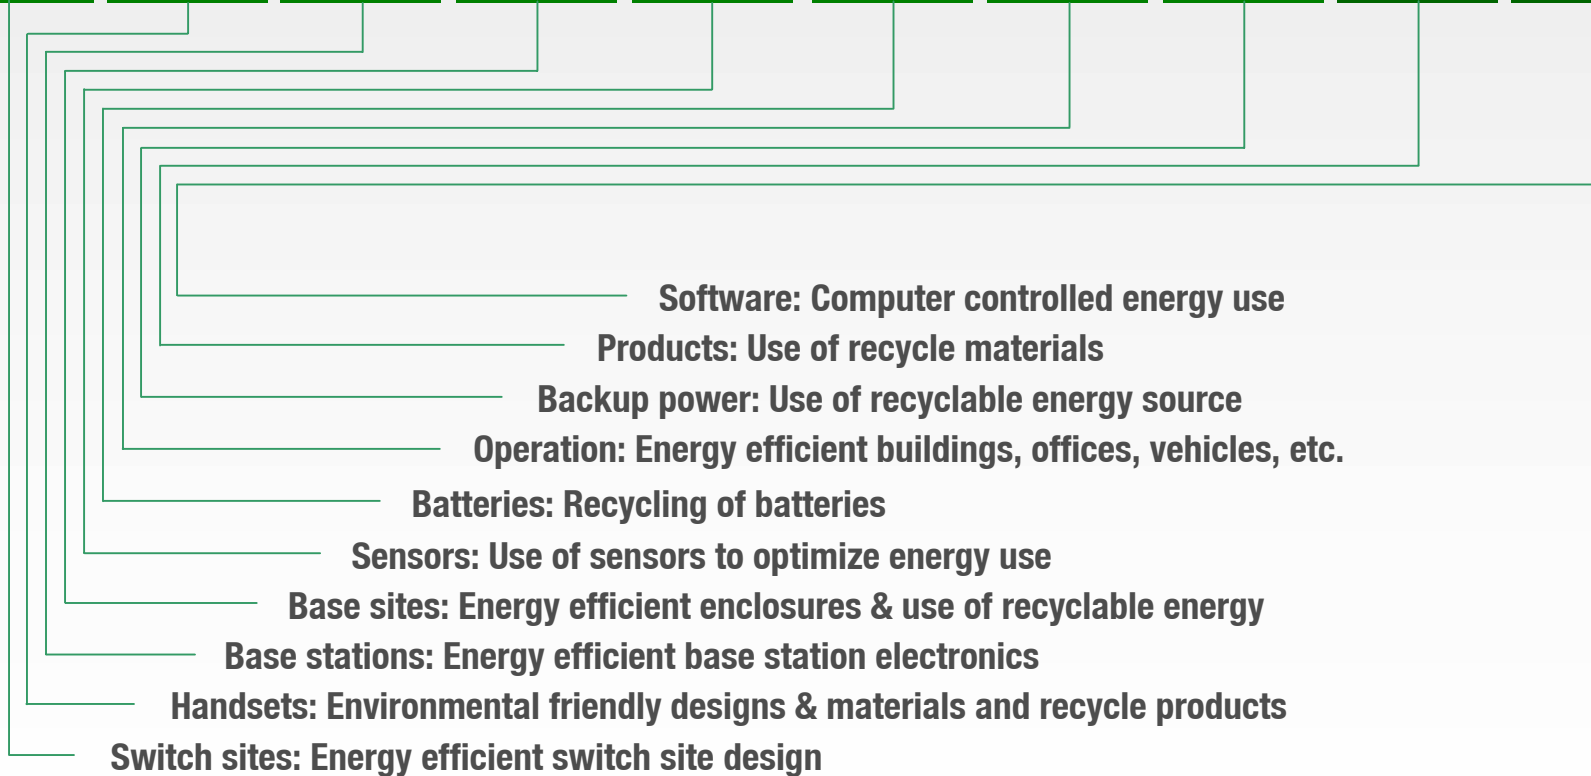 Software: Computer controlled energy use
Products: Use of recycle materials
Backup power: Use of recyclable energy source
Operation: Energy efficient buildings, offices, vehicles, etc.
Batteries: Recycling of batteries
Sensors: Use of sensors to optimize energy use
Base sites: Energy efficient enclosures & use of recyclable energy
Base stations: Energy efficient base station electronics
Handsets: Environmental friendly designs & materials and recycle products
Switch sites: Energy efficient switch site design